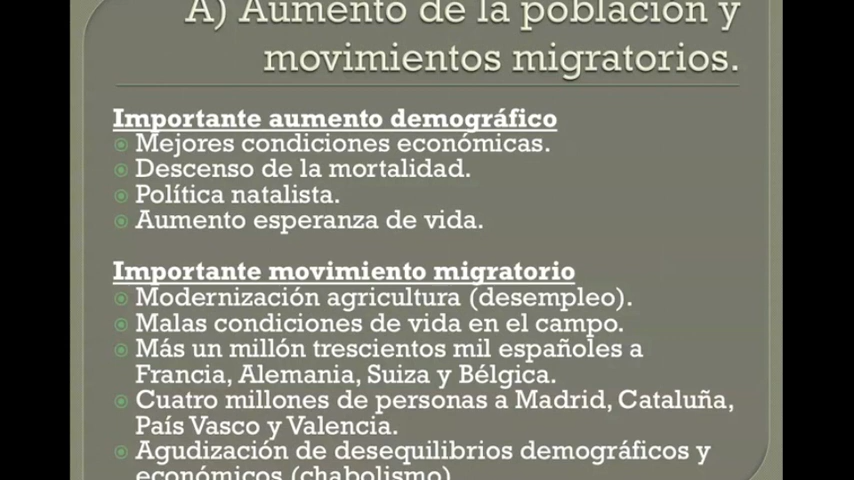 A) Aumento de la población y
movimientos migratorios.
Importante aumento demográfico
Mejores condiciones económicas.
Descenso de la mortalidad.
Política natalista.
Aumento esperanza de vida.
Importante movimiento migratorio
Modernización agricultura (desempleo).
Malas condiciones de vida en el campo.
Más un millón trescientos mil españoles a
Francia, Alemania, Suiza y Bélgica.
Cuatro millones de personas a Madrid, Cataluña,
País Vasco y Valencia.
Agudización de desequilibrios demográficos y
económicos (chabolismo)